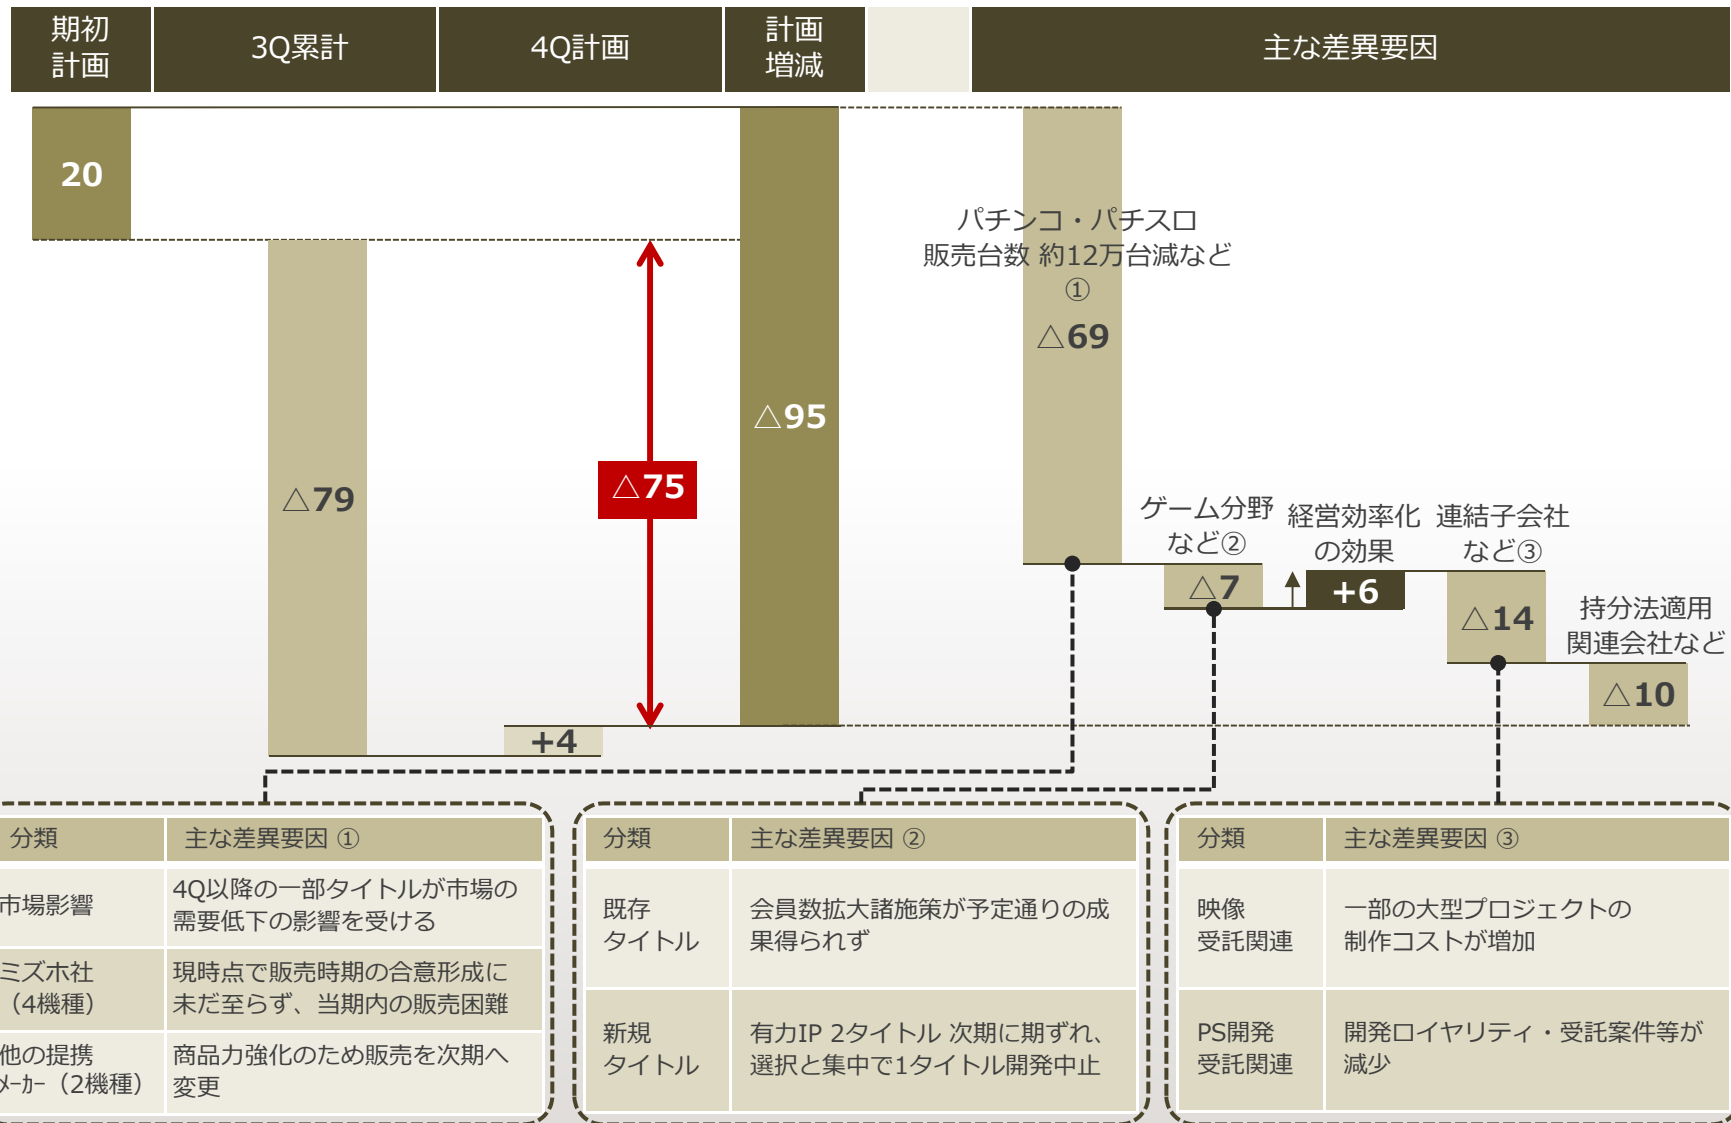 期初
計画
3Q累計
4Q計画
計画
増減
主な差異要因
20
△79
△75
+4
△95
パチンコ・パチスロ
販売台数 約12万台減など
①
△69
ゲーム分野
など②
△7
経営効率化
の効果
+6
連結子会社
など③
△14
持分法適用
関連会社など
△10
分類
主な差異要因 ①
市場影響
4Q以降の一部タイトルが市場の
需要低下の影響を受ける
ミズホ社
(4機種)
現時点で販売時期の合意形成に
未だ至らず、当期内の販売困難
他の提携
ﾒｰｶｰ(2機種)
商品力強化のため販売を次期へ
変更
分類
主な差異要因 ②
既存
タイトル
会員数拡大諸施策が予定通りの成
果得られず
新規
タイトル
有力IP 2タイトル 次期に期ずれ、
選択と集中で1タイトル開発中止
分類
主な差異要因 ③
映像
受託関連
一部の大型プロジェクトの
制作コストが増加
PS開発
受託関連
開発ロイヤリティ・受託案件等が
減少